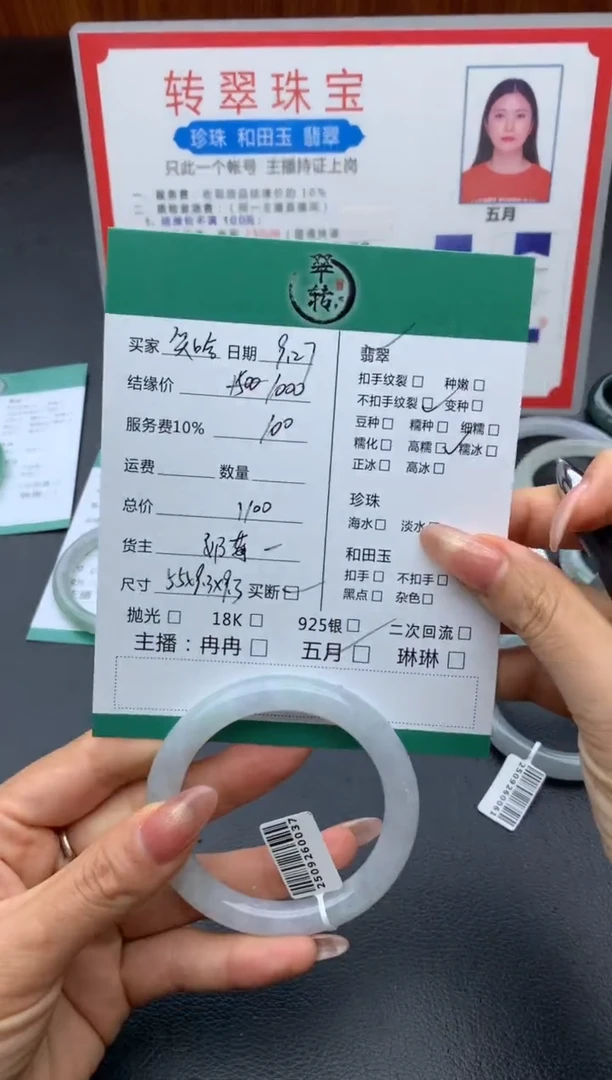 转翠珠宝
珍珠 和田玉 翡翠
只此一个帐号 主播持证上岗
五月
翠转
买家 日期 9.27
结缘价 1500 1000
服务费10% 100
运费 数量
总价 1100
货主
尺寸 55x9.3x9.3 买断
翡翠
扣手纹裂 种嫩
不扣手纹裂 变种
豆种 糯种 细糯
糯化 高糯 糯冰
正冰 高冰
珍珠
海水 淡水
和田玉
扣手 不扣手
黑点 杂色
抛光 18K 925银 二次回流
主播：冉冉 五月 琳琳
2509260037
2509260061